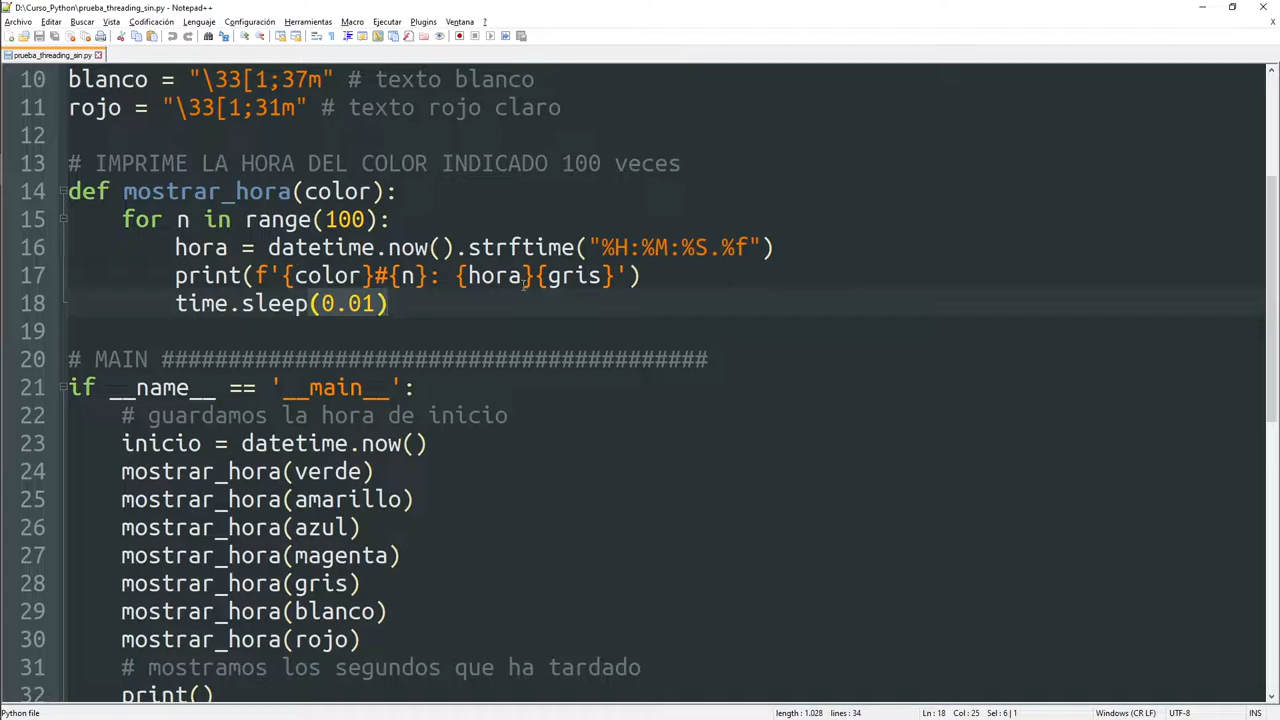 D:\Curso_Python\prueba_threading_sin.py - Notepad++
Archivo Editar Buscar Vista Codificación Lenguaje Configuración Herramientas Macro Ejecutar Plugins Ventana ?
prueba_threading_sin.py
10 blanco = "\33[1;37m" # texto blanco
11 rojo = "\33[1;31m" # texto rojo claro
12
13 # IMPRIME LA HORA DEL COLOR INDICADO 100 veces
14 def mostrar_hora(color):
15 for n in range(100):
16 hora = datetime.now().strftime("%H:%M:%S.%f")
17 print(f'{color}#{n}: {hora}{gris}')
18 time.sleep(0.01)
19
20 # MAIN #########################################
21 if __name__ == '__main__':
22 # guardamos la hora de inicio
23 inicio = datetime.now()
24 mostrar_hora(verde)
25 mostrar_hora(amarillo)
26 mostrar_hora(azul)
27 mostrar_hora(magenta)
28 mostrar_hora(gris)
29 mostrar_hora(blanco)
30 mostrar_hora(rojo)
31 # mostramos los segundos que ha tardado
32 print()
Python file length : 1.028 lines : 34 Ln : 18 Col : 25 Sel : 6 | 1 Windows (CR LF) UTF-8 INS